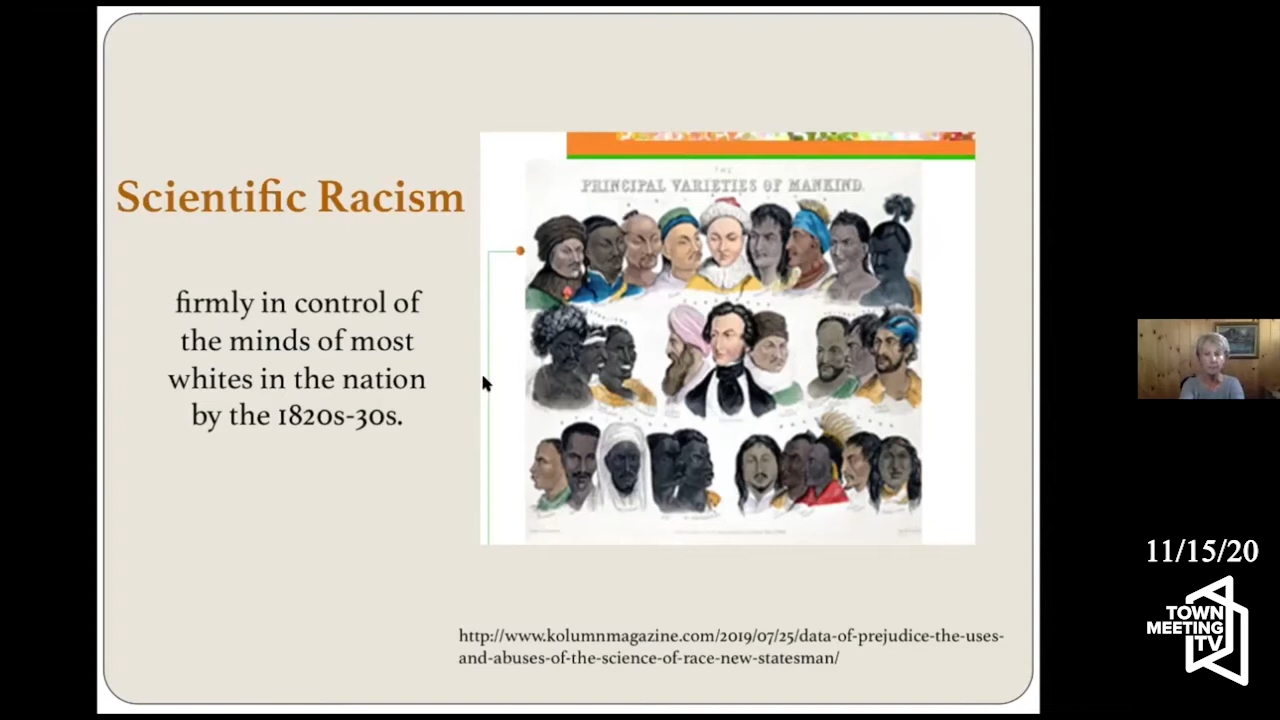 Scientific Racism
firmly in control of
the minds of most
whites in the nation
by the 1820s-30s.
THE
PRINCIPAL VARIETIES OF MANKIND.
http://www.kolumnmagazine.com/2019/07/25/data-of-prejudice-the-uses-
and-abuses-of-the-science-of-race-new-statesman/
11/15/20
TOWN
MEETING
TV